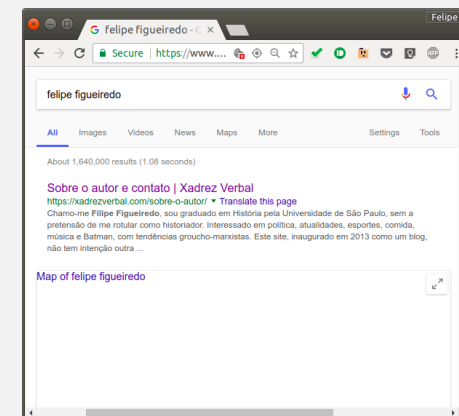 Felipe
felipe figueiredo - G
Secure | https://www....
felipe figueiredo
All Images Videos News Maps More Settings Tools
About 1,640,000 results (1.08 seconds)
Sobre o autor e contato | Xadrez Verbal
https://xadrezverbal.com/sobre-o-autor/ ▼ Translate this page
Chamo-me Filipe Figueiredo, sou graduado em História pela Universidade de São Paulo, sem a
pretensão de me rotular como historiador. Interessado em política, atualidades, esportes, comida,
música e Batman, com tendências groucho-marxistas. Este site, inaugurado em 2013 como um blog,
não tem intenção outra ...
Map of felipe figueiredo